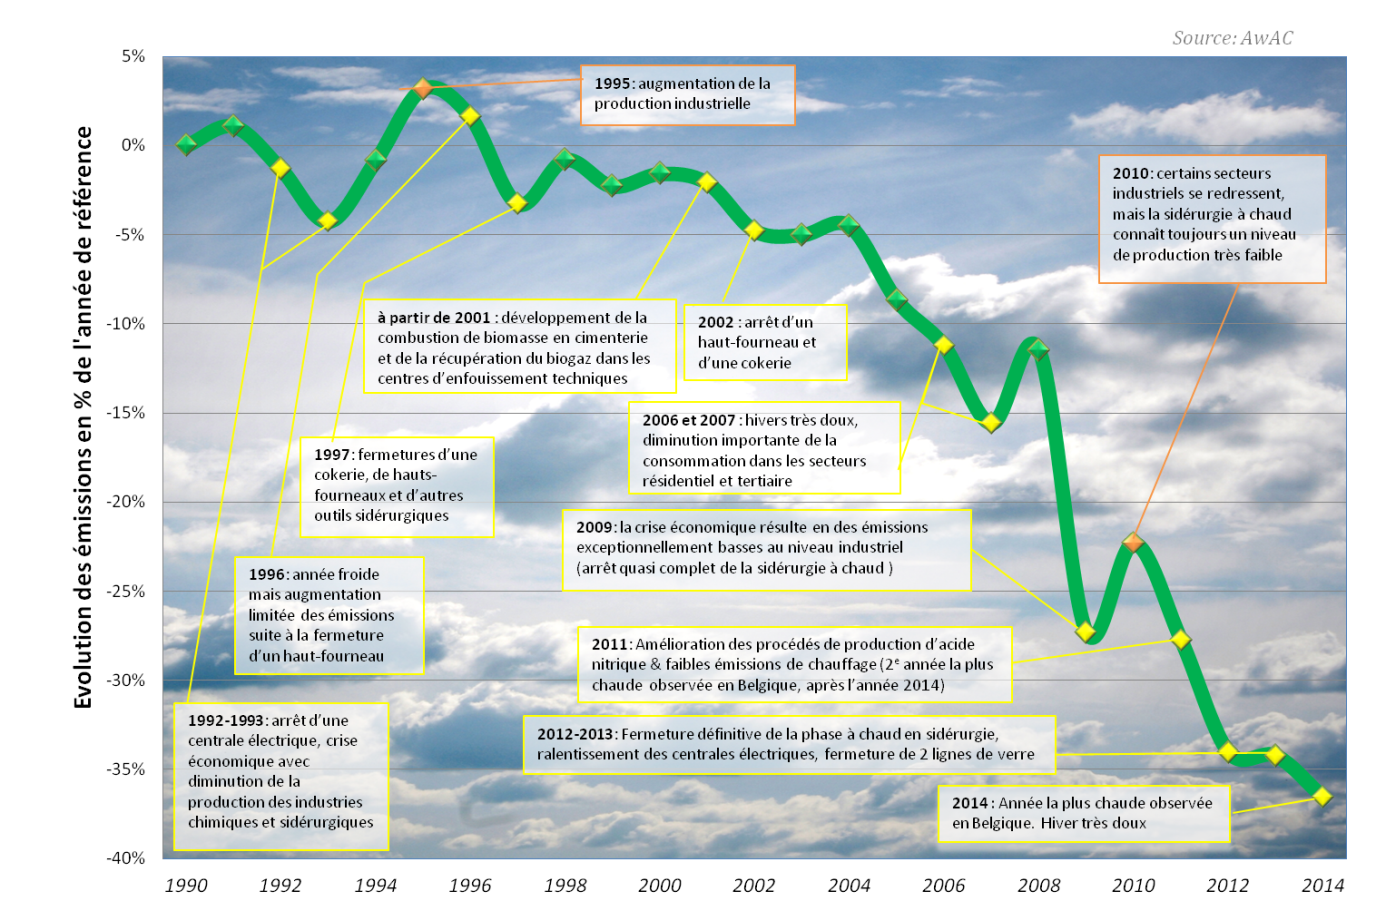 Source: AwAC
Evolution des émissions en % de l'année de référence
5%
0%
-5%
-10%
-15%
-20%
-25%
-30%
-35%
-40%
1995: augmentation de la
production industrielle
2010: certains secteurs
industriels se redressent,
mais la sidérurgie à chaud
connaît toujours un niveau
de production très faible
à partir de 2001 : développement de la
combustion de biomasse en cimenterie
et de la récupération du biogaz dans les
centres d'enfouissement techniques
2002 : arrêt d'un
haut-fourneau et
d'une cokerie
2006 et 2007 : hivers très doux,
diminution importante de la
consommation dans les secteurs
résidentiel et tertiaire
1997: fermetures d'une
cokerie, de hauts-
fourneaux et d'autres
outils sidérurgiques
2009: la crise économique résulte en des émissions
exceptionnellement basses au niveau industriel
(arrêt quasi complet de la sidérurgie à chaud )
1996: année froide
mais augmentation
limitée des émissions
suite à la fermeture
d'un haut-fourneau
2011: Amélioration des procédés de production d'acide
nitrique & faibles émissions de chauffage (2e année la plus
chaude observée en Belgique, après l'année 2014)
1992-1993: arrêt d'une
centrale électrique, crise
économique avec
diminution de la
production des industries
chimiques et sidérurgiques
2012-2013: Fermeture définitive de la phase à chaud en sidérurgie,
ralentissement des centrales électriques, fermeture de 2 lignes de verre
2014 : Année la plus chaude observée
en Belgique. Hiver très doux
1990 1992 1994 1996 1998 2000 2002 2004 2006 2008 2010 2012 2014